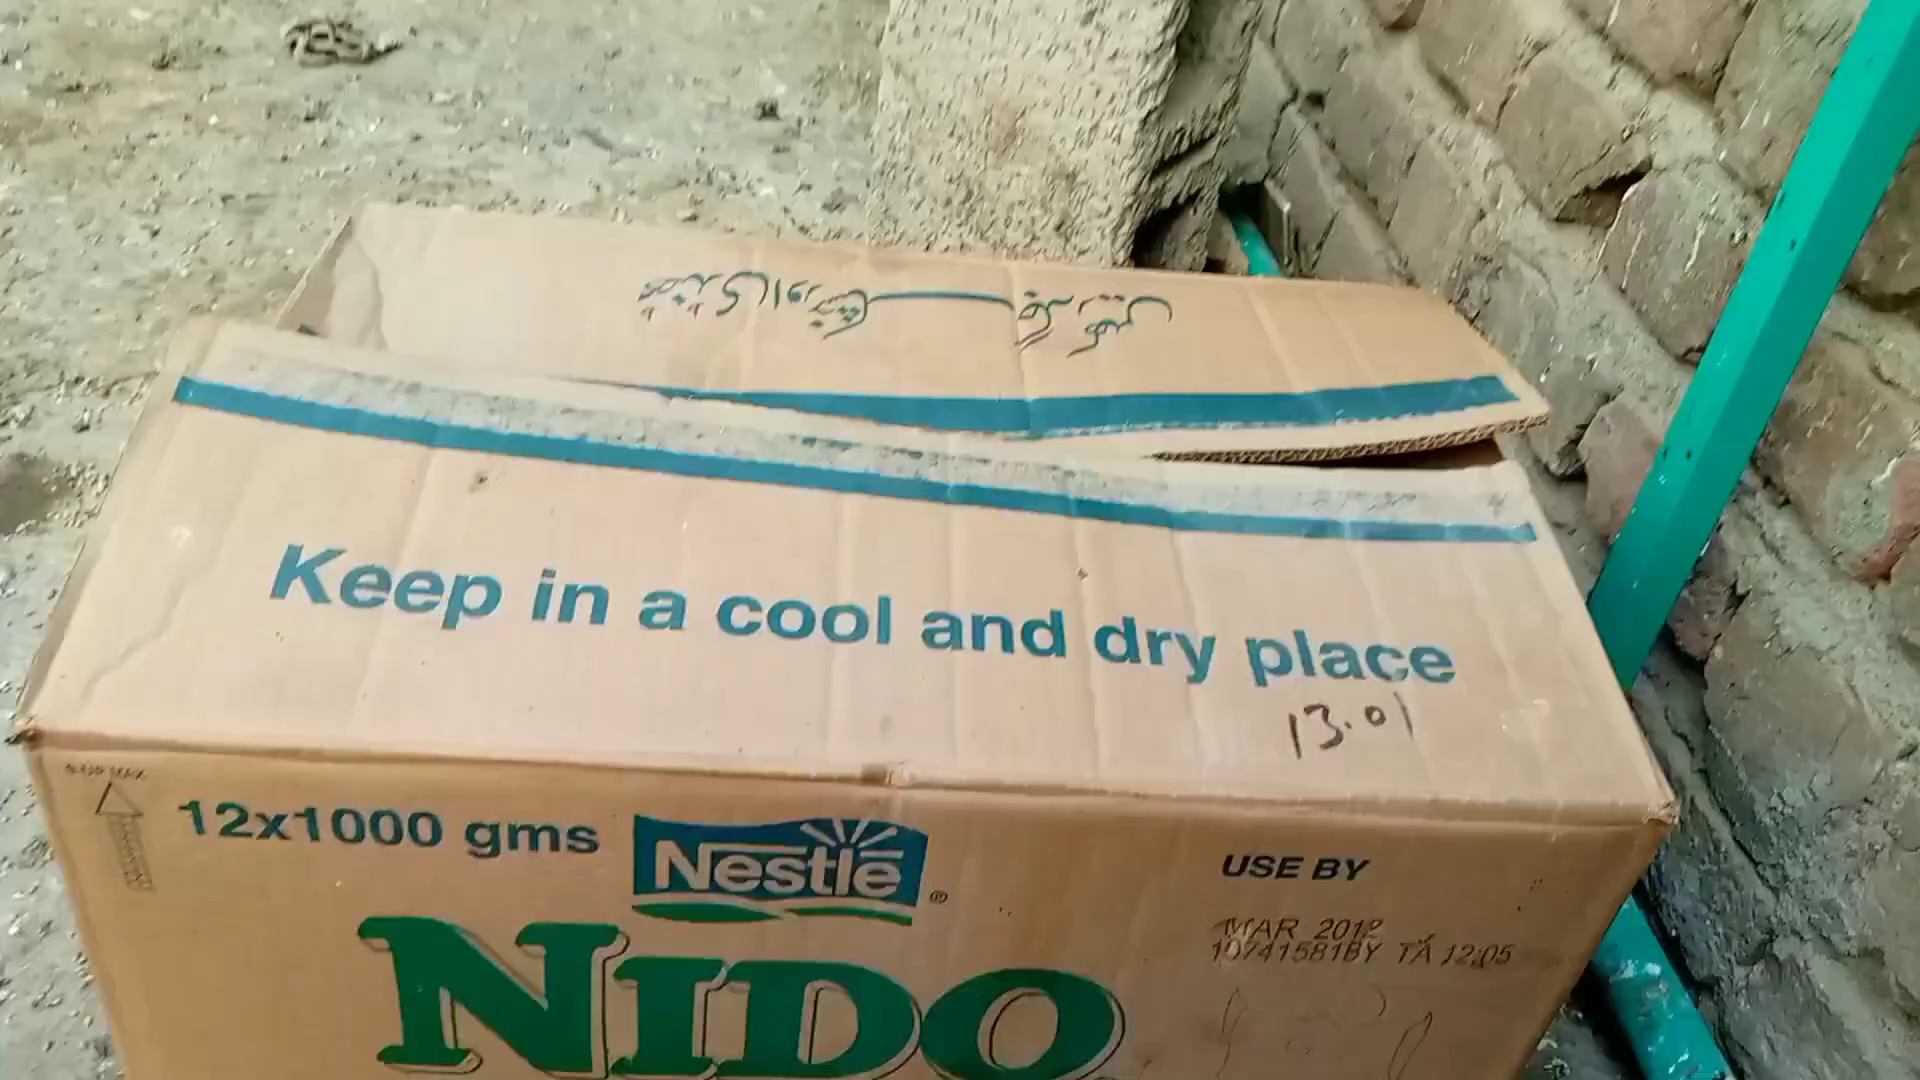 Keep in a cool and dry place
13.01
12x1000 gms
Nestlé
®
USE BY
MAR 2012
10741581BY TA 12:05
NIDO